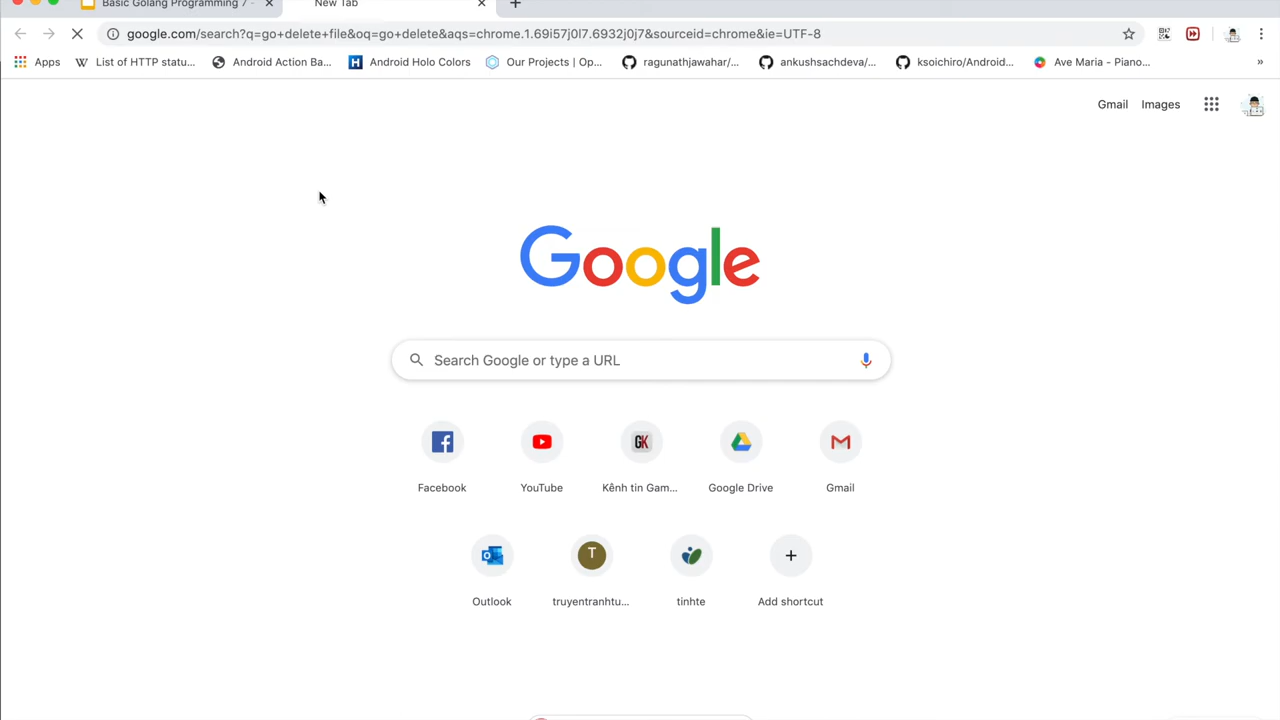 Basic Golang Programming 7 -
New Tab
google.com/search?q=go+delete+file&oq=go+delete&aqs=chrome.1.69i57j0l7.6932j0j7&sourceid=chrome&ie=UTF-8
Apps
List of HTTP statu...
Android Action Ba...
Android Holo Colors
Our Projects | Op...
ragunathjawahar/...
ankushsachdeva/...
ksoichiro/Android...
Ave Maria - Piano...
»
Gmail
Images
Google
Search Google or type a URL
GK
Facebook
YouTube
Kênh tin Gam...
Google Drive
Gmail
T
Outlook
truyentranhtu...
tinhte
Add shortcut